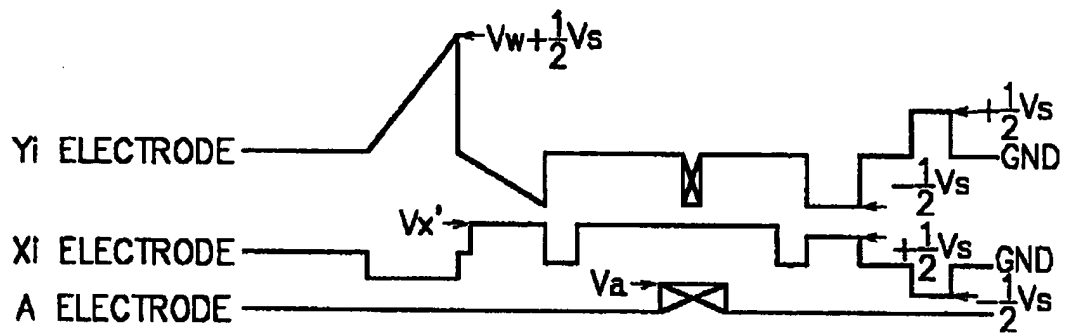 Vw+1/2Vs
+1/2Vs
Yi ELECTRODE
GND
-1/2Vs
Vx'
Xi ELECTRODE
+1/2Vs
GND
Va
A ELECTRODE
-1/2Vs